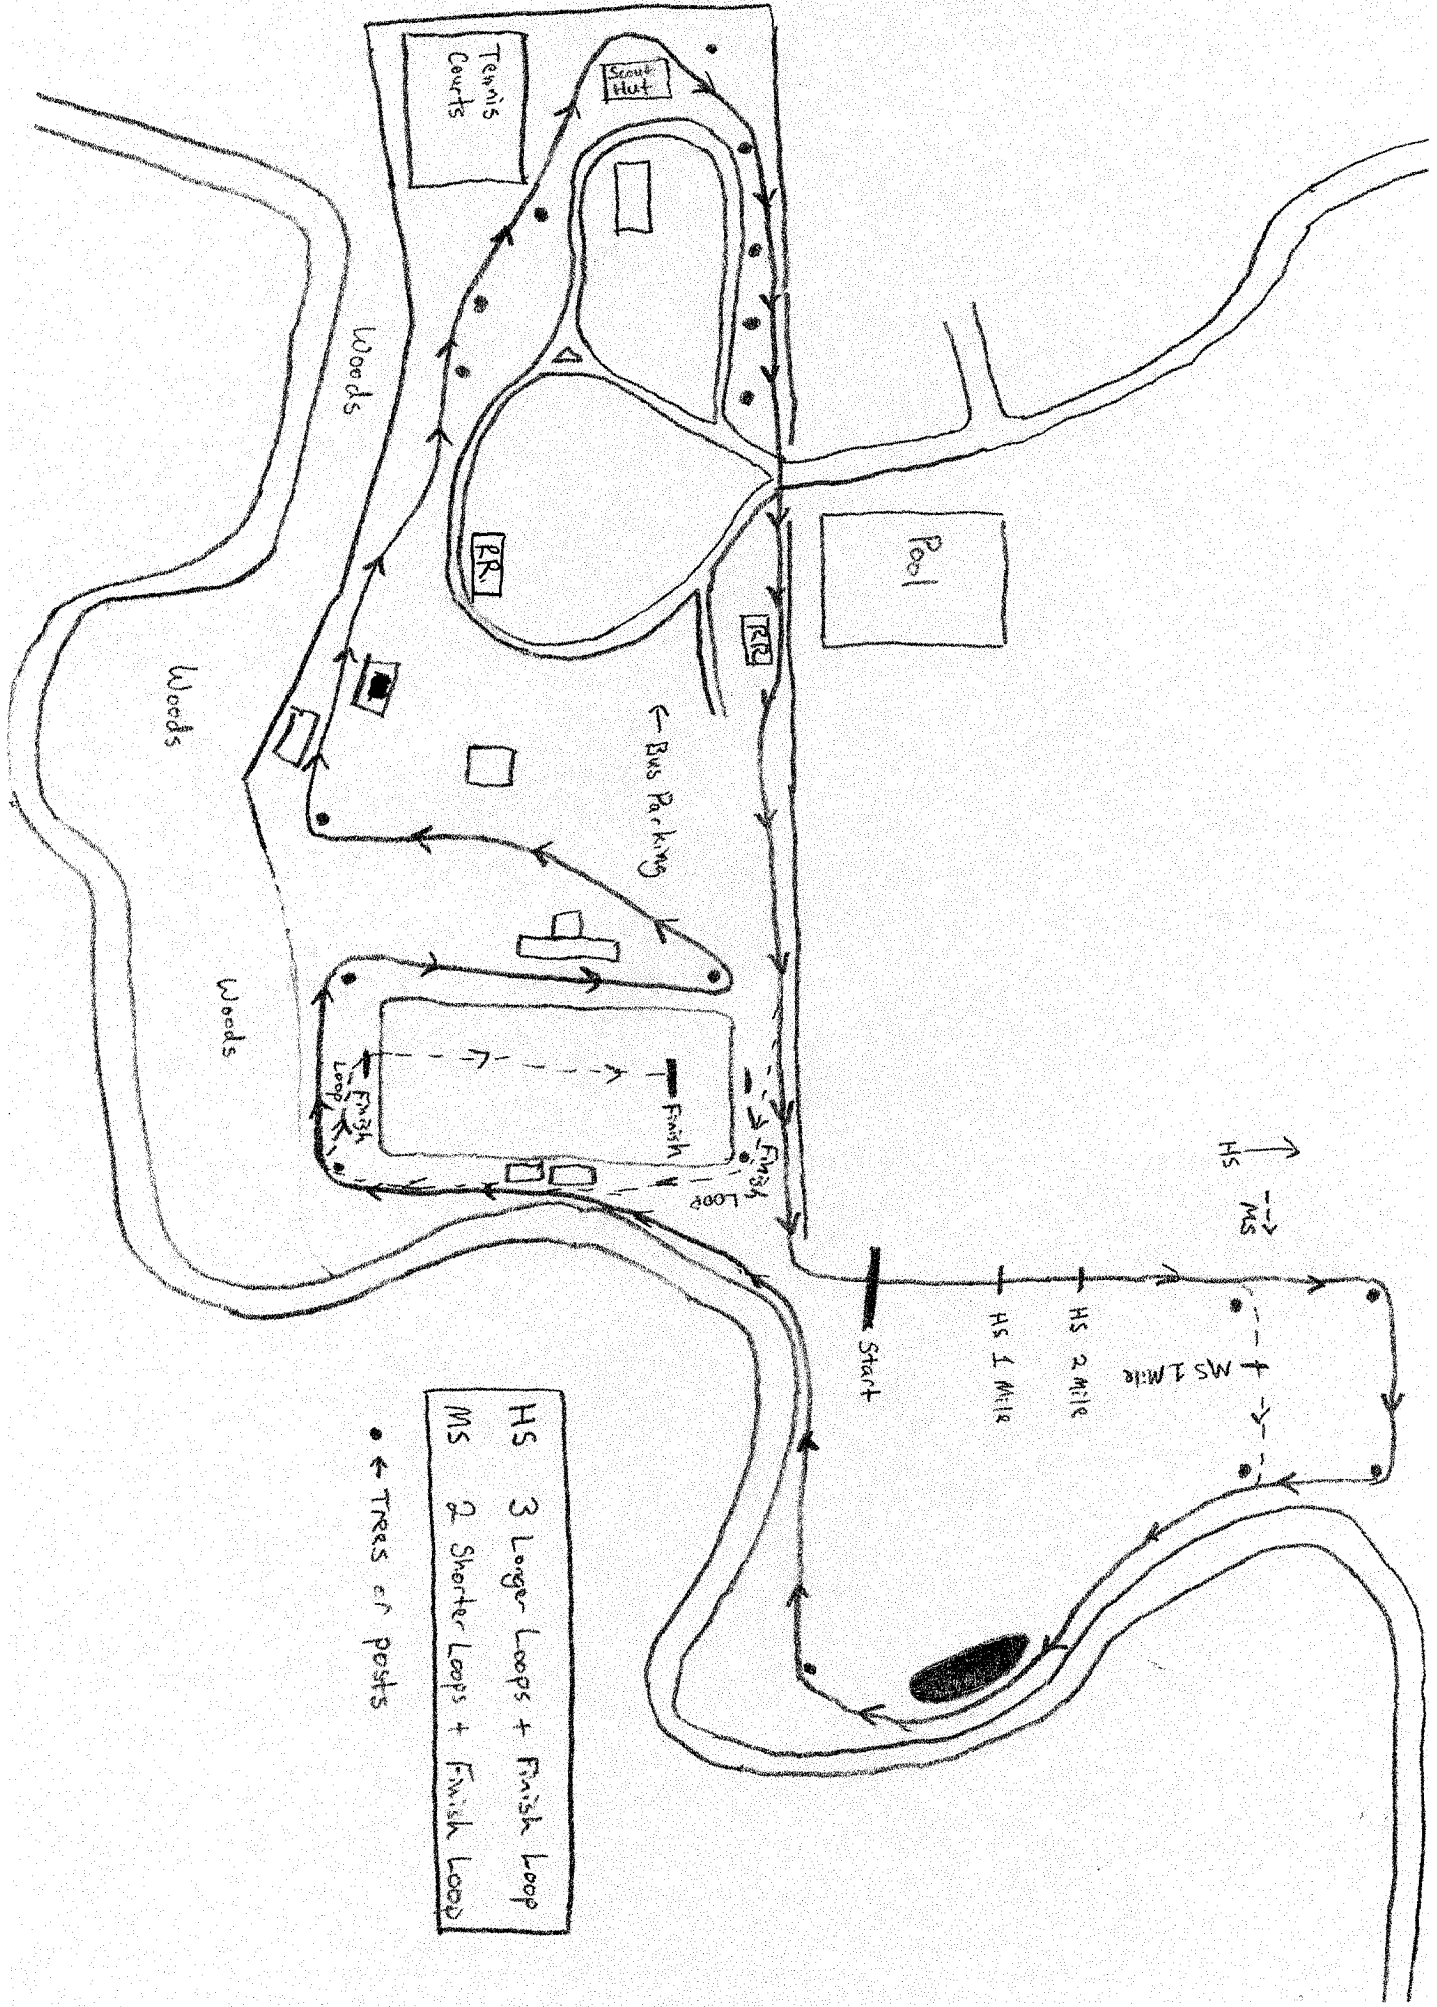 Tennis
Courts
Scout
Hut
Woods
Pool
RR
RR
Woods
← Bus Parking
Woods
Finish
Loop
Finish
Finish
Loop
HS →
MS -->
Start
HS 1 Mile
HS 2 Mile
MS 1 Mile
HS 3 Longer Loops + Finish Loop
MS 2 Shorter Loops + Finish Loop
• ← Trees or posts